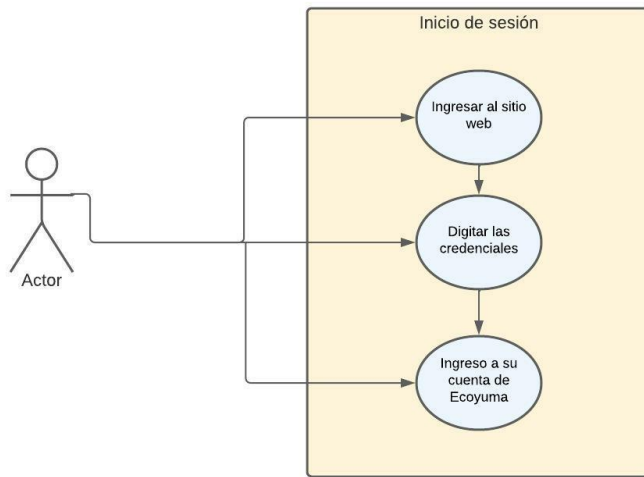 Inicio de sesión
Ingresar al sitio
web
Digitar las
credenciales
Actor
Ingreso a su
cuenta de
Ecoyuma